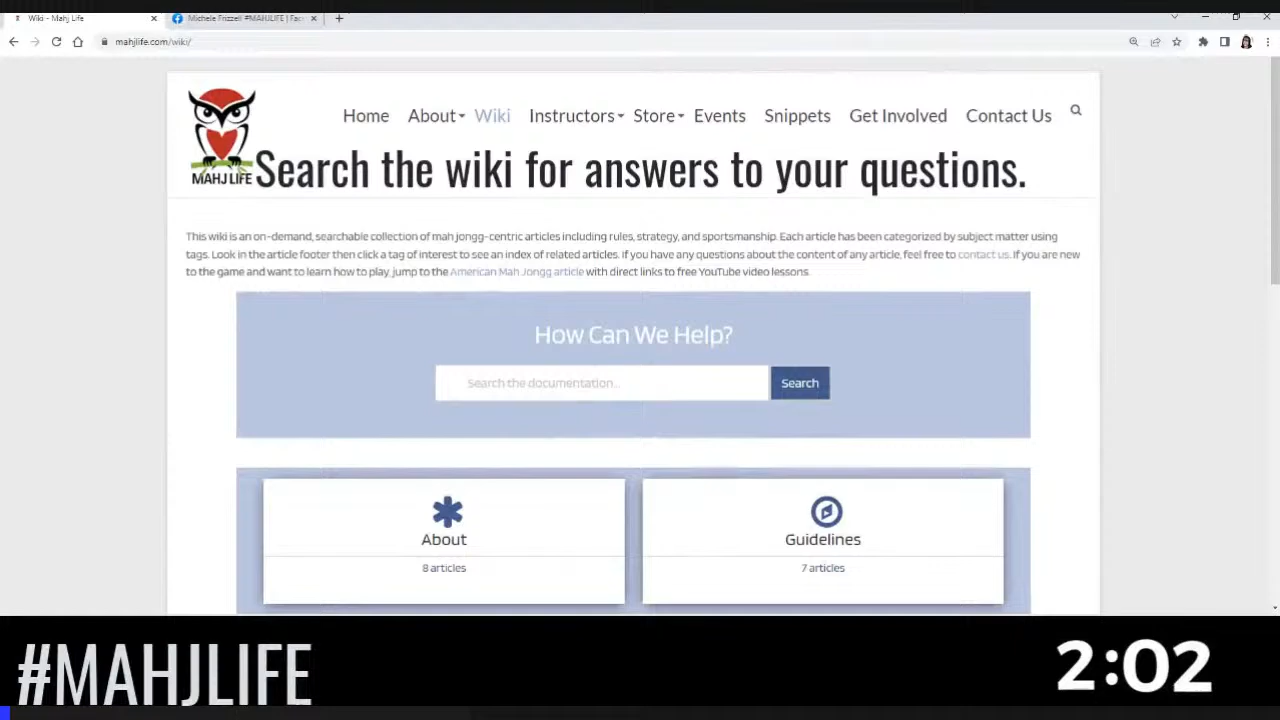 Wiki - Mahj Life
Michele Frizzell #MAHJLIFE | Fac
mahjlife.com/wiki/
MAHJ LIFE
Home About Wiki Instructors Store Events Snippets Get Involved Contact Us
Search the wiki for answers to your questions.
This wiki is an on-demand, searchable collection of mah jongg-centric articles including rules, strategy, and sportsmanship. Each article has been categorized by subject matter using
tags. Look in the article footer then click a tag of interest to see an index of related articles. If you have any questions about the content of any article, feel free to contact us. If you are new
to the game and want to learn how to play, jump to the American Mah Jongg article with direct links to free YouTube video lessons.
How Can We Help?
Search the documentation...
Search
About
8 articles
Guidelines
7 articles
#MAHJLIFE
2:02